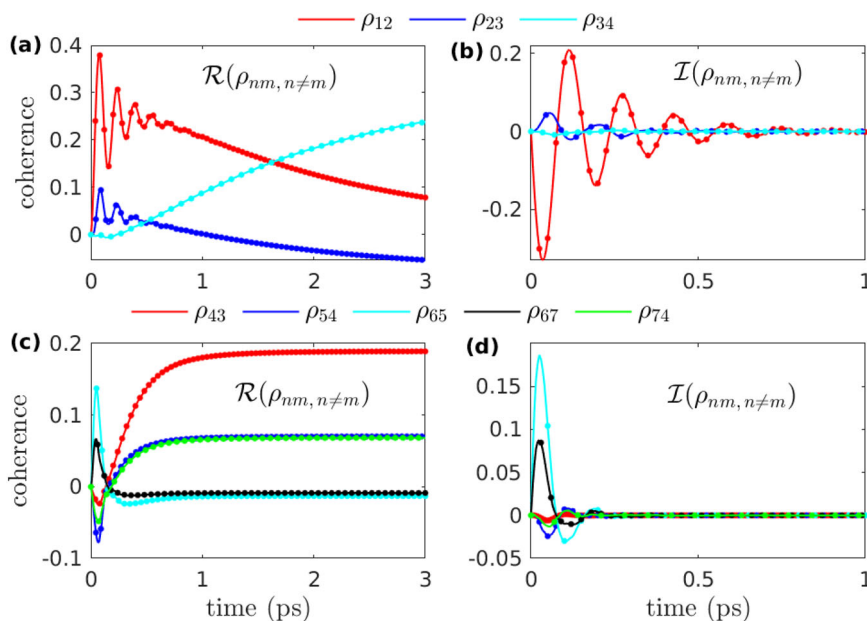 ρ12 ρ23 ρ34
(a) (b)
R(ρnm, n≠m) I(ρnm, n≠m)
coherence
0.4
0.3
0.2
0.1
0
0 1 2 3
0.2
0
-0.2
0 0.5 1
ρ43 ρ54 ρ65 ρ67 ρ74
(c) (d)
R(ρnm, n≠m) I(ρnm, n≠m)
coherence
0.2
0.1
0
-0.1
0 1 2 3
time (ps)
0.15
0.1
0.05
0
-0.05
0 0.5 1
time (ps)